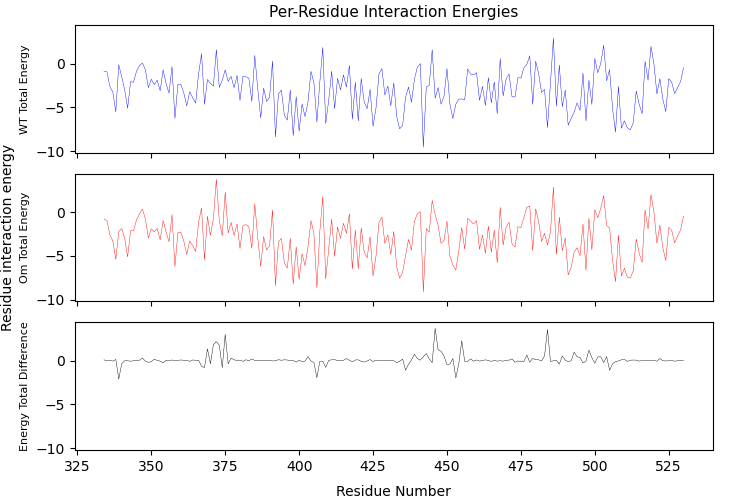 Per-Residue Interaction Energies
Residue interaction energy
WT Total Energy
0
−5
−10
Om Total Energy
0
−5
−10
Energy Total Difference
0
−5
−10
325 350 375 400 425 450 475 500 525
Residue Number